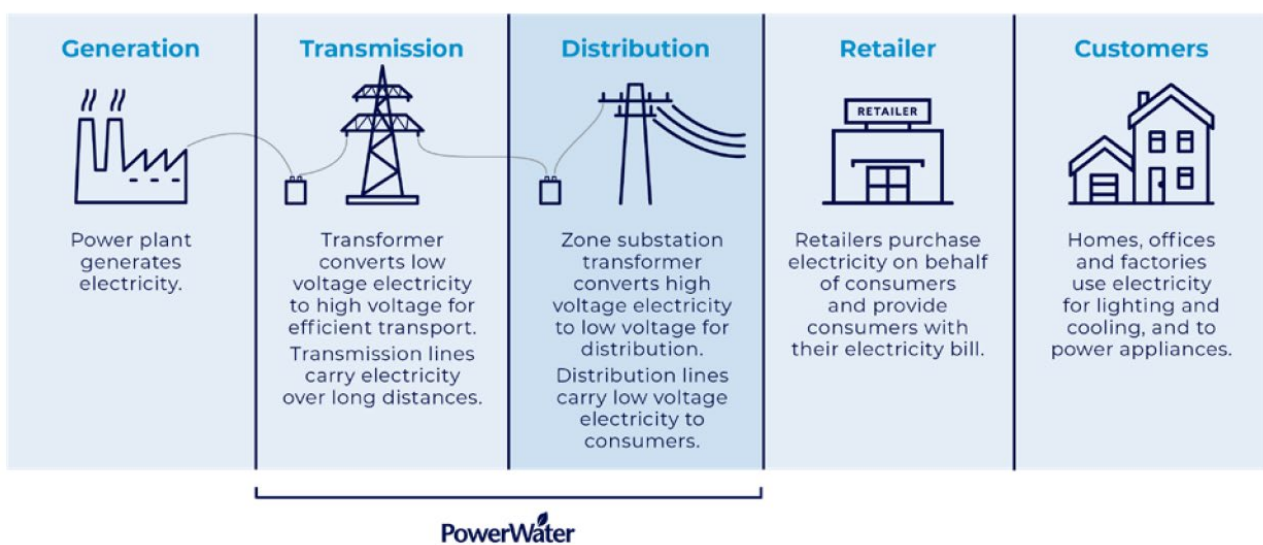 Generation
Power plant
generates
electricity.
Transmission
Transformer
converts low
voltage electricity
to high voltage for
efficient transport.
Transmission lines
carry electricity
over long distances.
Distribution
Zone substation
transformer
converts high
voltage electricity
to low voltage for
distribution.
Distribution lines
carry low voltage
electricity to
consumers.
Retailer
RETAILER
Retailers purchase
electricity on behalf
of consumers
and provide
consumers with
their electricity bill.
Customers
Homes, offices
and factories
use electricity
for lighting and
cooling, and to
power appliances.
PowerWater